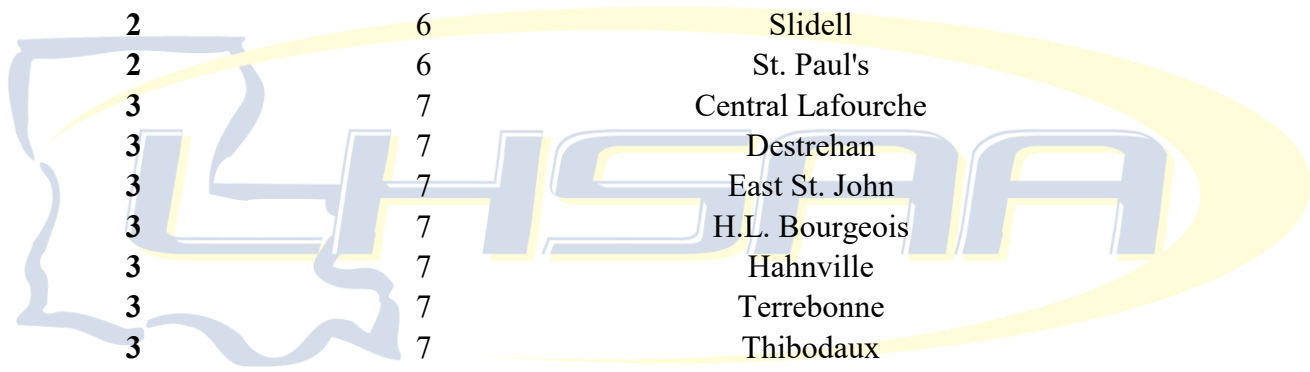 2 6 Slidell
2 6 St. Paul's
3 7 Central Lafourche
3 7 Destrehan
3 7 East St. John
3 7 H.L. Bourgeois
3 7 Hahnville
3 7 Terrebonne
3 7 Thibodaux
LHSAA